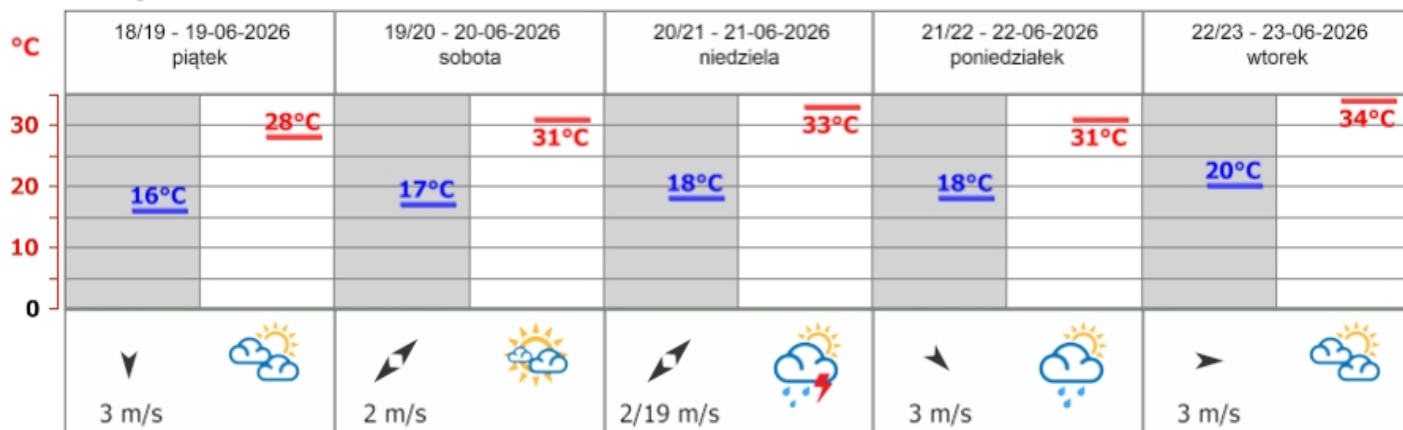 °C
18/19 - 19-06-2026
piątek
19/20 - 20-06-2026
sobota
20/21 - 21-06-2026
niedziela
21/22 - 22-06-2026
poniedziałek
22/23 - 23-06-2026
wtorek
30
20
10
0
16°C
28°C
17°C
31°C
18°C
33°C
18°C
31°C
20°C
34°C
3 m/s
2 m/s
2/19 m/s
3 m/s
3 m/s